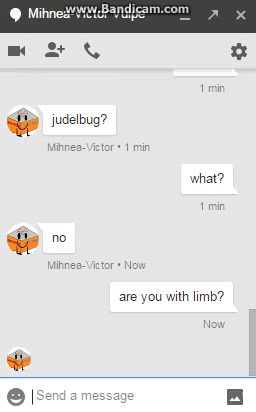 Mihnea-Victor Vulpe
www.Bandicam.com
1 min
judelbug?
Mihnea-Victor • 1 min
what?
1 min
no
Mihnea-Victor • Now
are you with limb?
Now
Send a message